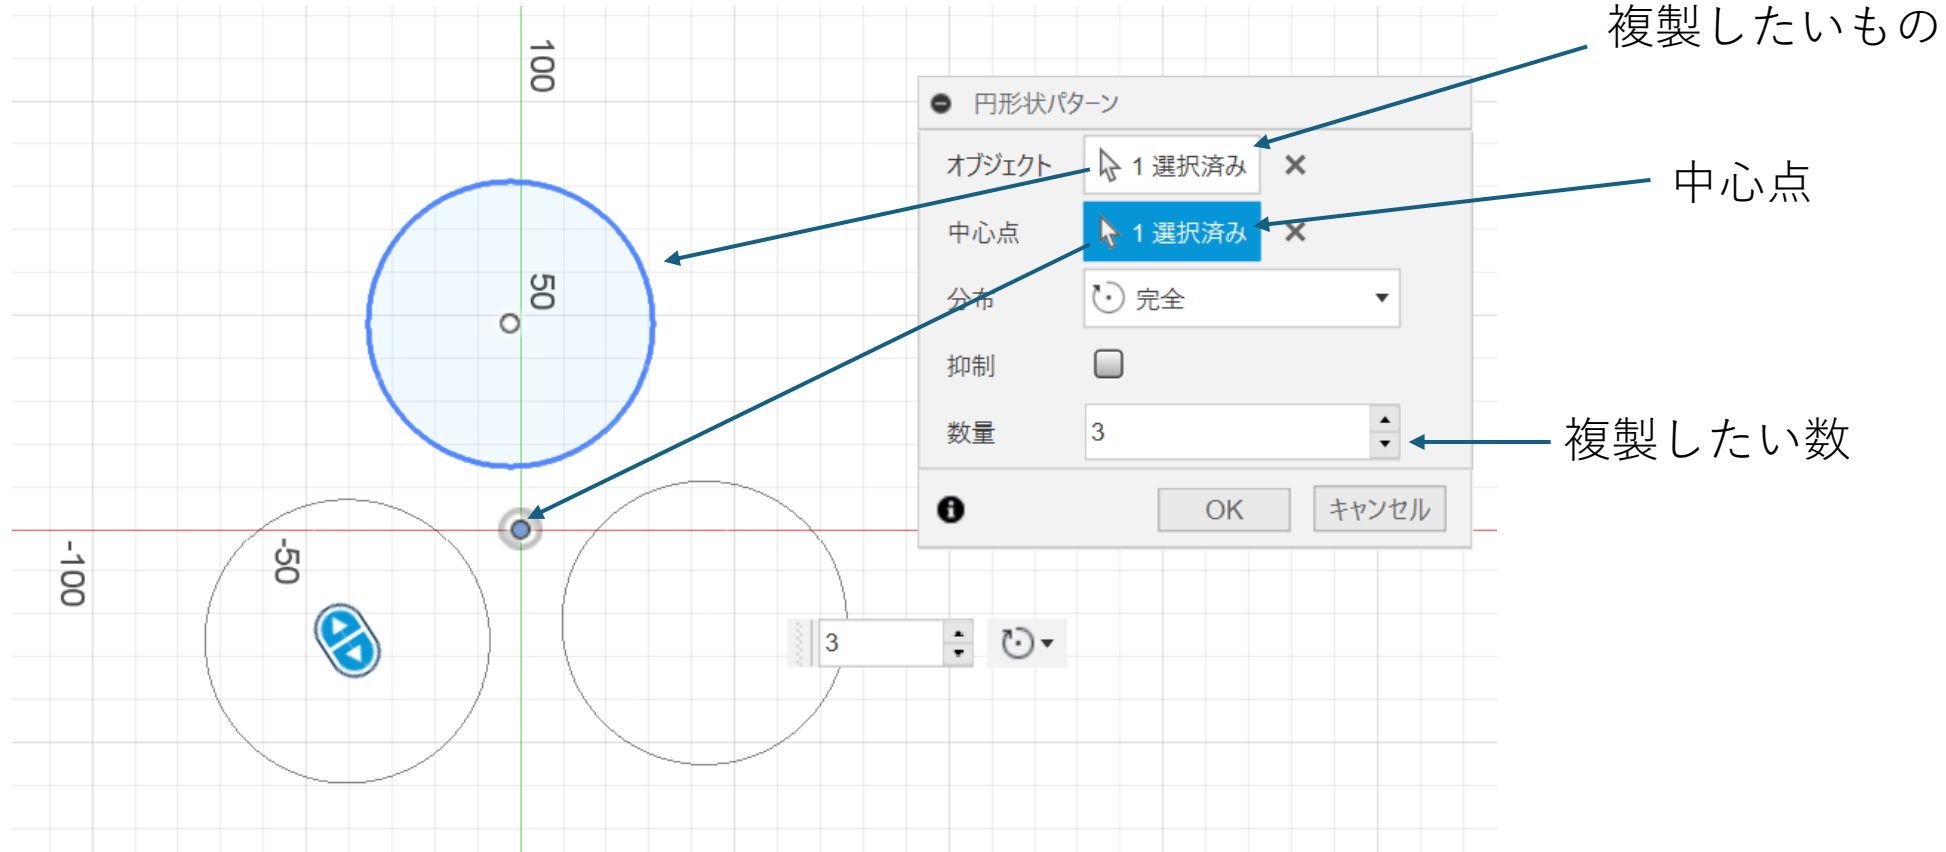 複製したいもの
100
円形状パターン
オブジェクト 1 選択済み
中心点
中心点 1 選択済み
50
分布 完全
抑制
数量 3
複製したい数
OK キャンセル
-100
-50
3